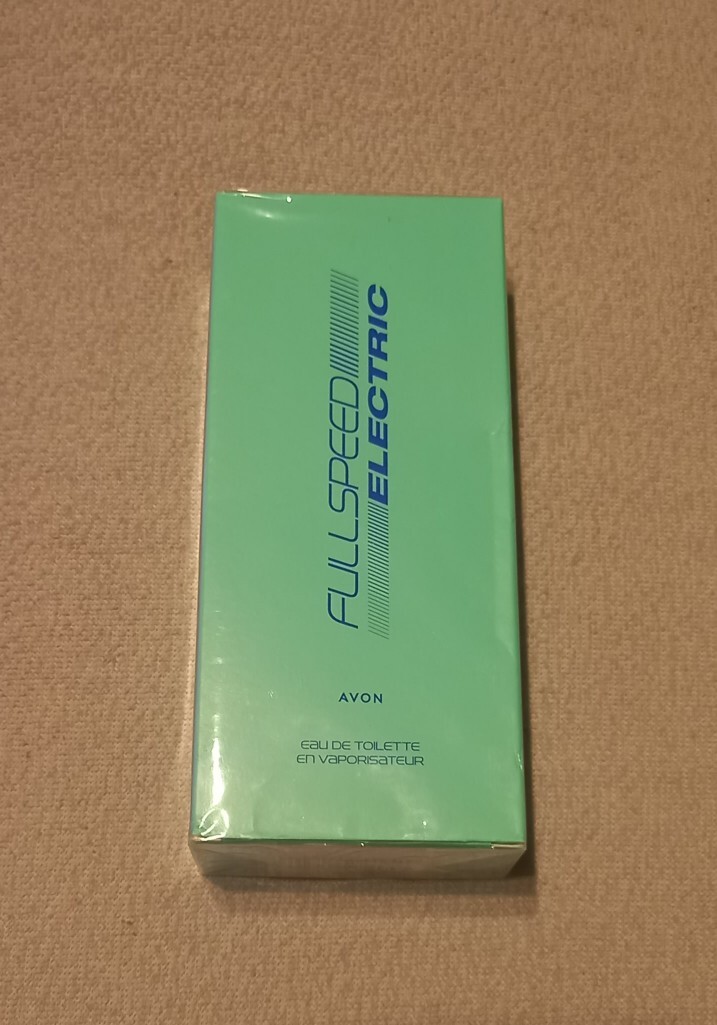 FULLSPEED
ELECTRIC
AVON
EAU DE TOILETTE
EN VAPORISATEUR